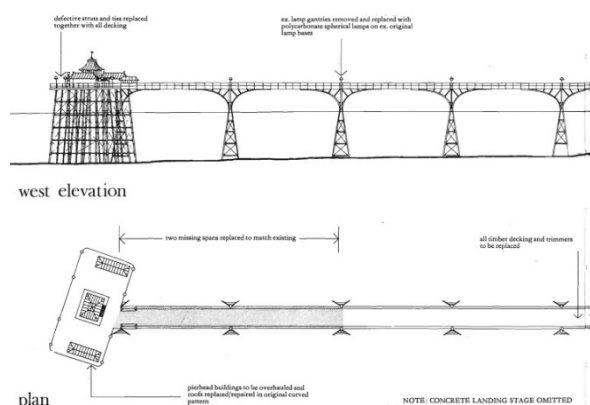 defective struts and ties replaced
together with all decking
ex. lamp gantries removed and replaced with
polycarbonate spherical lamps on ex. original
lamp bases
west elevation
two missing spans replaced to match existing
all timber decking and trimmers
to be replaced
pierhead buildings to be overhauled and
roofs replaced/repaired in original curved
pattern
plan
NOTE: CONCRETE LANDING STAGE OMITTED